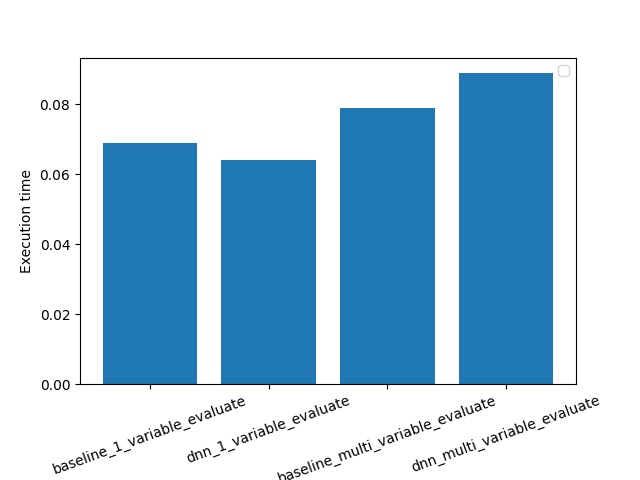 Execution time
0.08
0.06
0.04
0.02
0.00
baseline_1_variable_evaluate
dnn_1_variable_evaluate
baseline_multi_variable_evaluate
dnn_multi_variable_evaluate